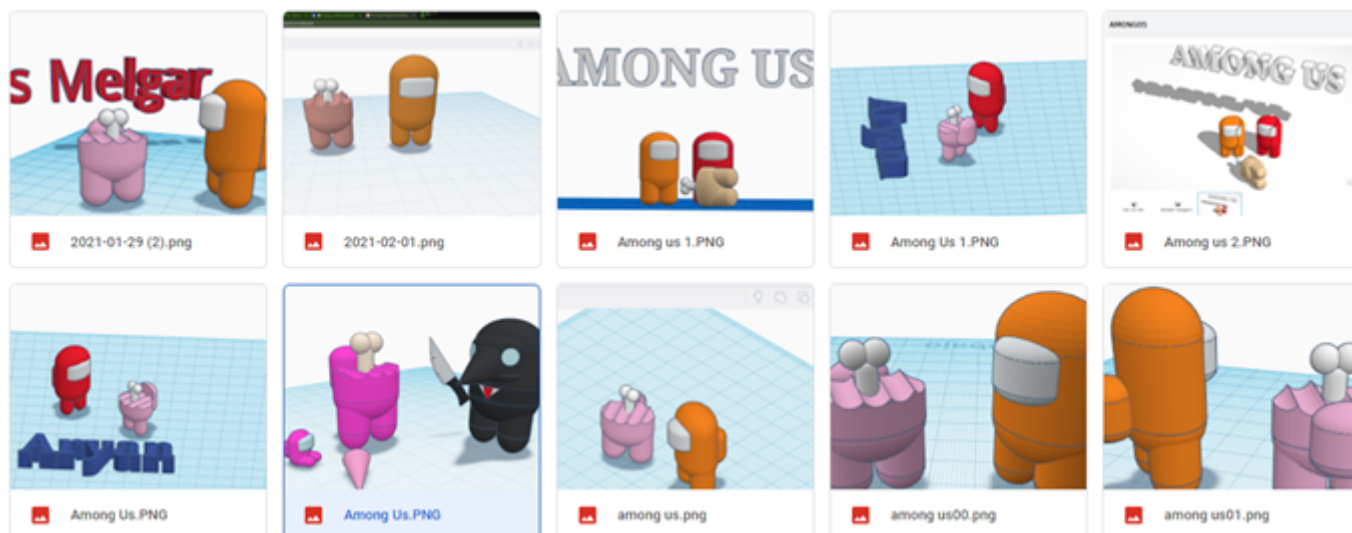 s Melgar
2021-01-29 (2).png
2021-02-01.png
AMONG US
Among us 1.PNG
Among Us 1.PNG
AMONGUS
AMONG US
Among us 2.PNG
Aryan
Among Us.PNG
Among Us.PNG
among us.png
among us00.png
among us01.png